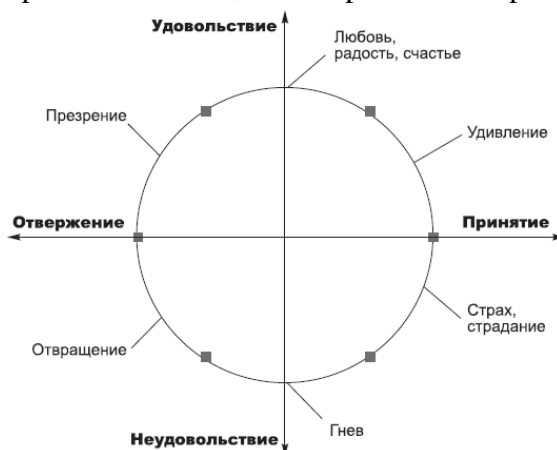 Удовольствие
Любовь,
радость, счастье
Презрение
Удивление
Отвержение
Принятие
Страх,
страдание
Отвращение
Гнев
Неудовольствие